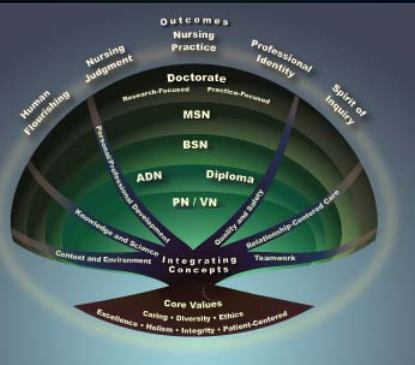 Outcomes
Nursing
Practice
Nursing
Judgment
Professional
Identity
Human
Flourishing
Spirit of
Inquiry
Doctorate
Research-Focused Practice-Focused
MSN
BSN
ADN Diploma
PN / VN
Personal/Professional Development
Quality and Safety
Knowledge and Science
Relationship-Centered Care
Context and Environment
Integrating
Concepts
Teamwork
Core Values
Caring • Diversity • Ethics
Excellence • Holism • Integrity • Patient-Centered